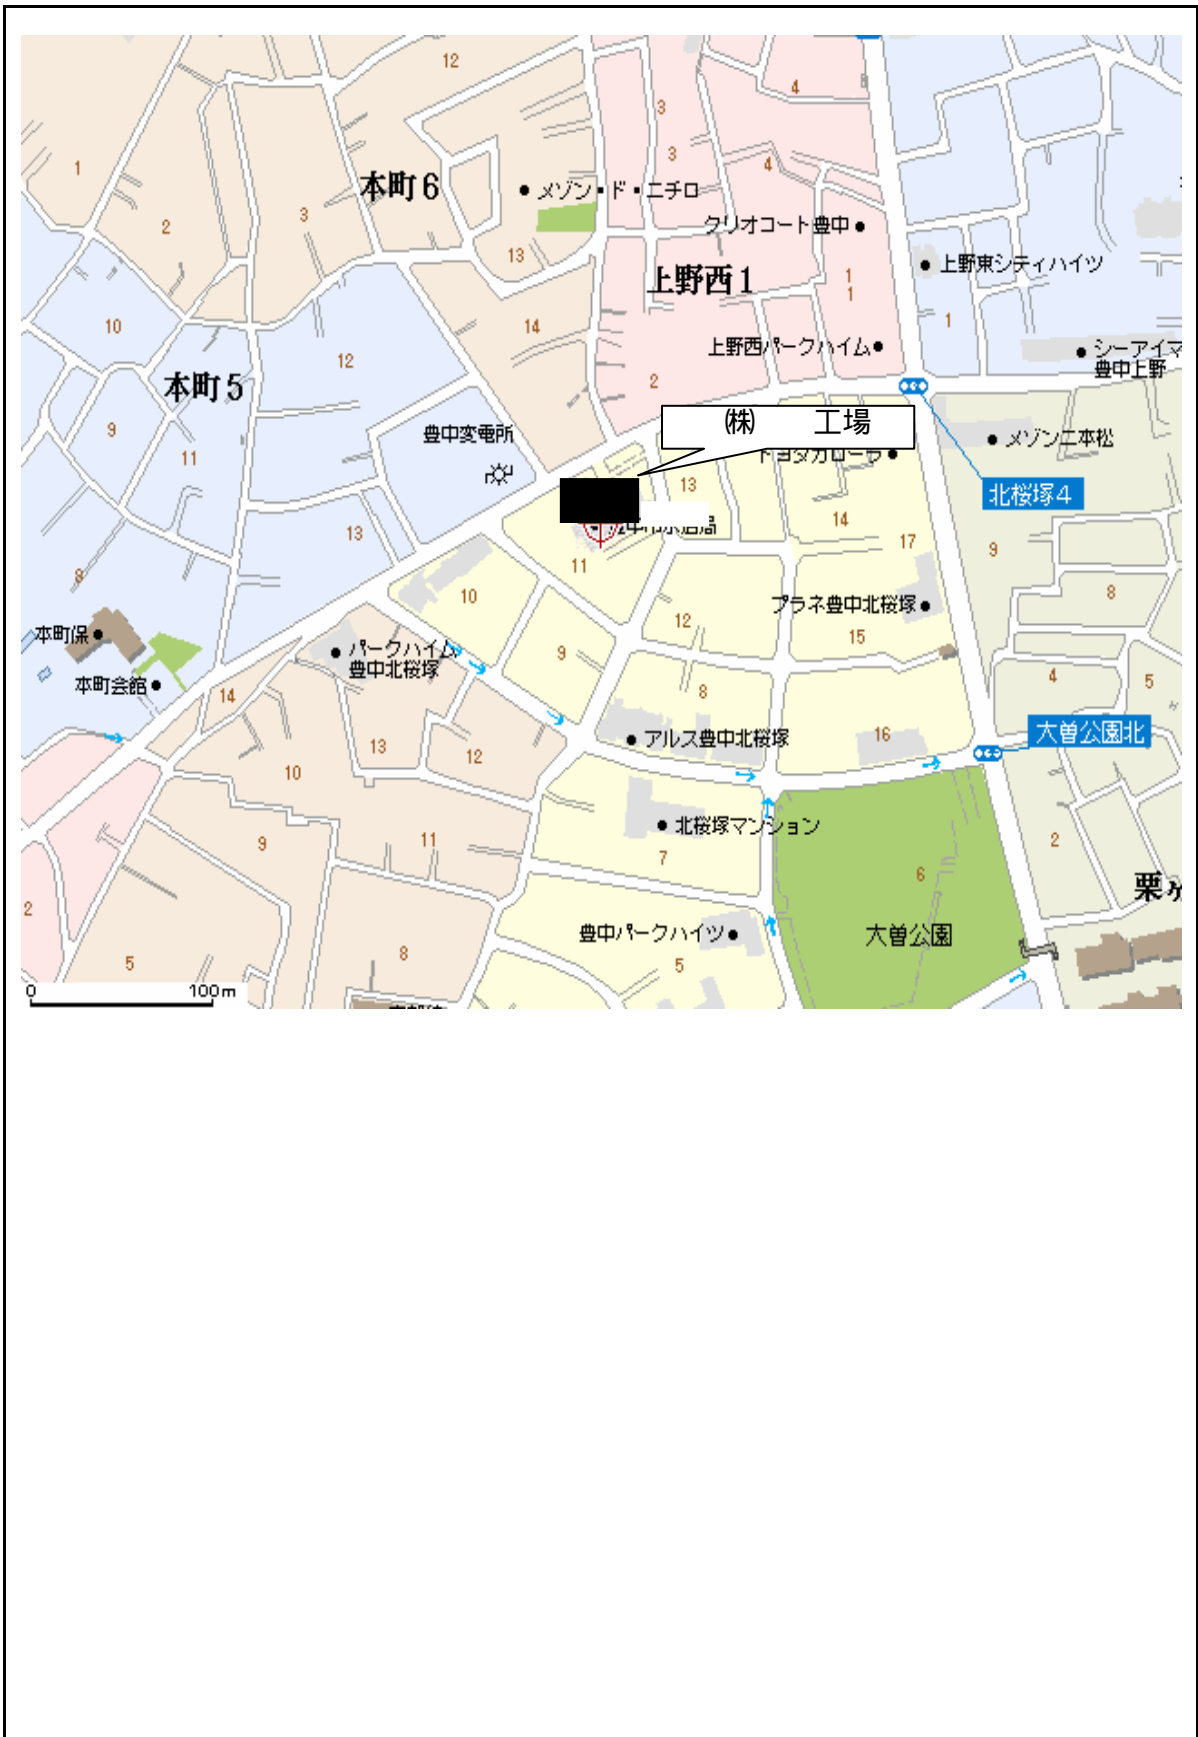 12
3
4
1
本町6
メゾン・ド・ニチロ
3
4
2
3
クリオコート豊中
13
上野東シティハイツ
上野西1
1
1
1
10
14
12
上野西パークハイム
シーアイマ
豊中上野
本町5
2
㈱ 工場
9
豊中変電所
トヨタカローラ
メゾン二本松
11
13
北桜塚4
14
13
17
9
11
8
10
プラネ豊中北桜塚
8
12
本町保
パークハイム
豊中北桜塚
9
15
本町会館
14
8
4
5
13
12
アルス豊中北桜塚
16
大曽公園北
10
9
11
北桜塚マンション
7
6
2
栗ヶ
2
豊中パークハイツ
大曽公園
5
8
5
0 100m